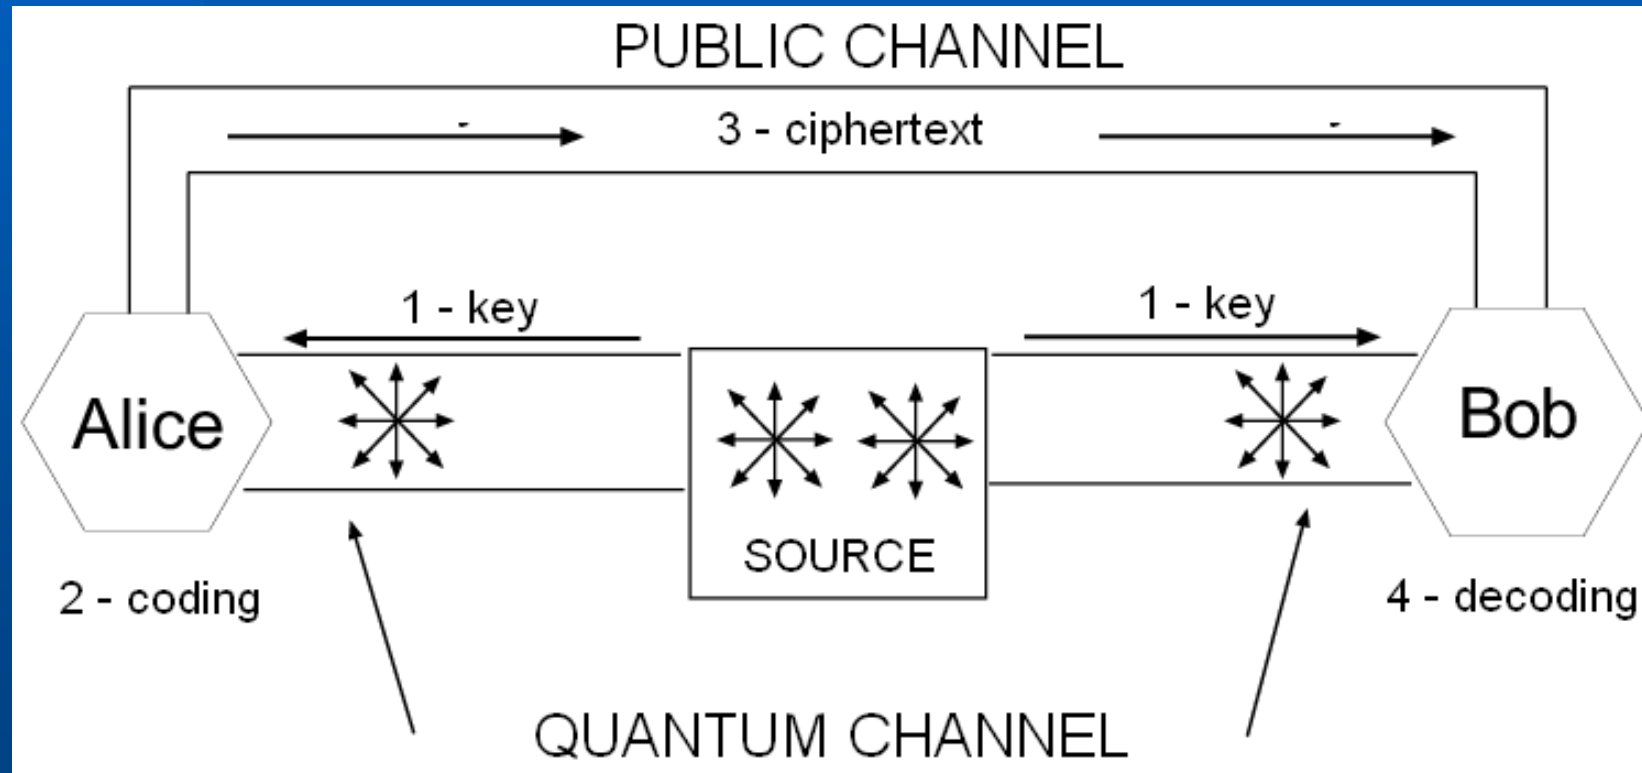 PUBLIC CHANNEL
3 - ciphertext
1 - key
1 - key
Alice
Bob
SOURCE
2 - coding
4 - decoding
QUANTUM CHANNEL